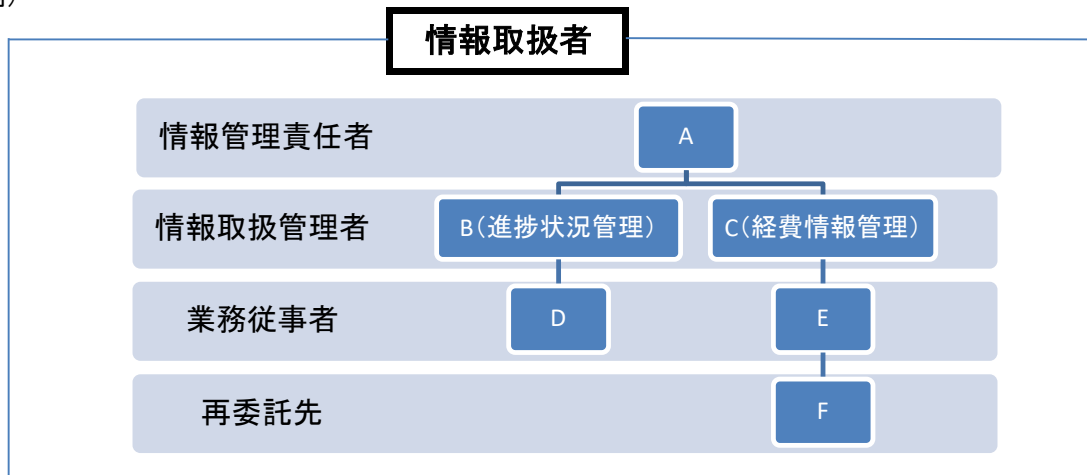 情報取扱者
情報管理責任者
A
情報取扱管理者
B(進捗状況管理)
C(経費情報管理)
業務従事者
D
E
再委託先
F